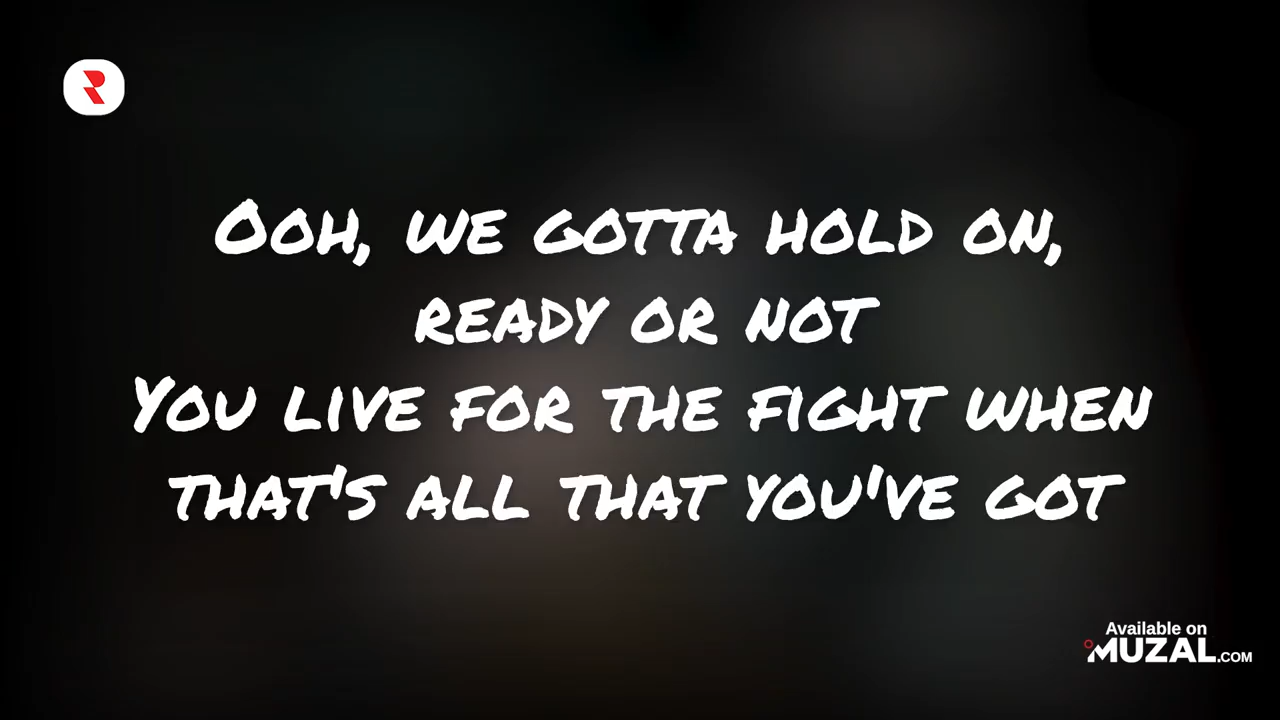 Ooh, we gotta hold on,
ready or not
You live for the fight when
that's all that you've got
Available on
MUZAL.COM